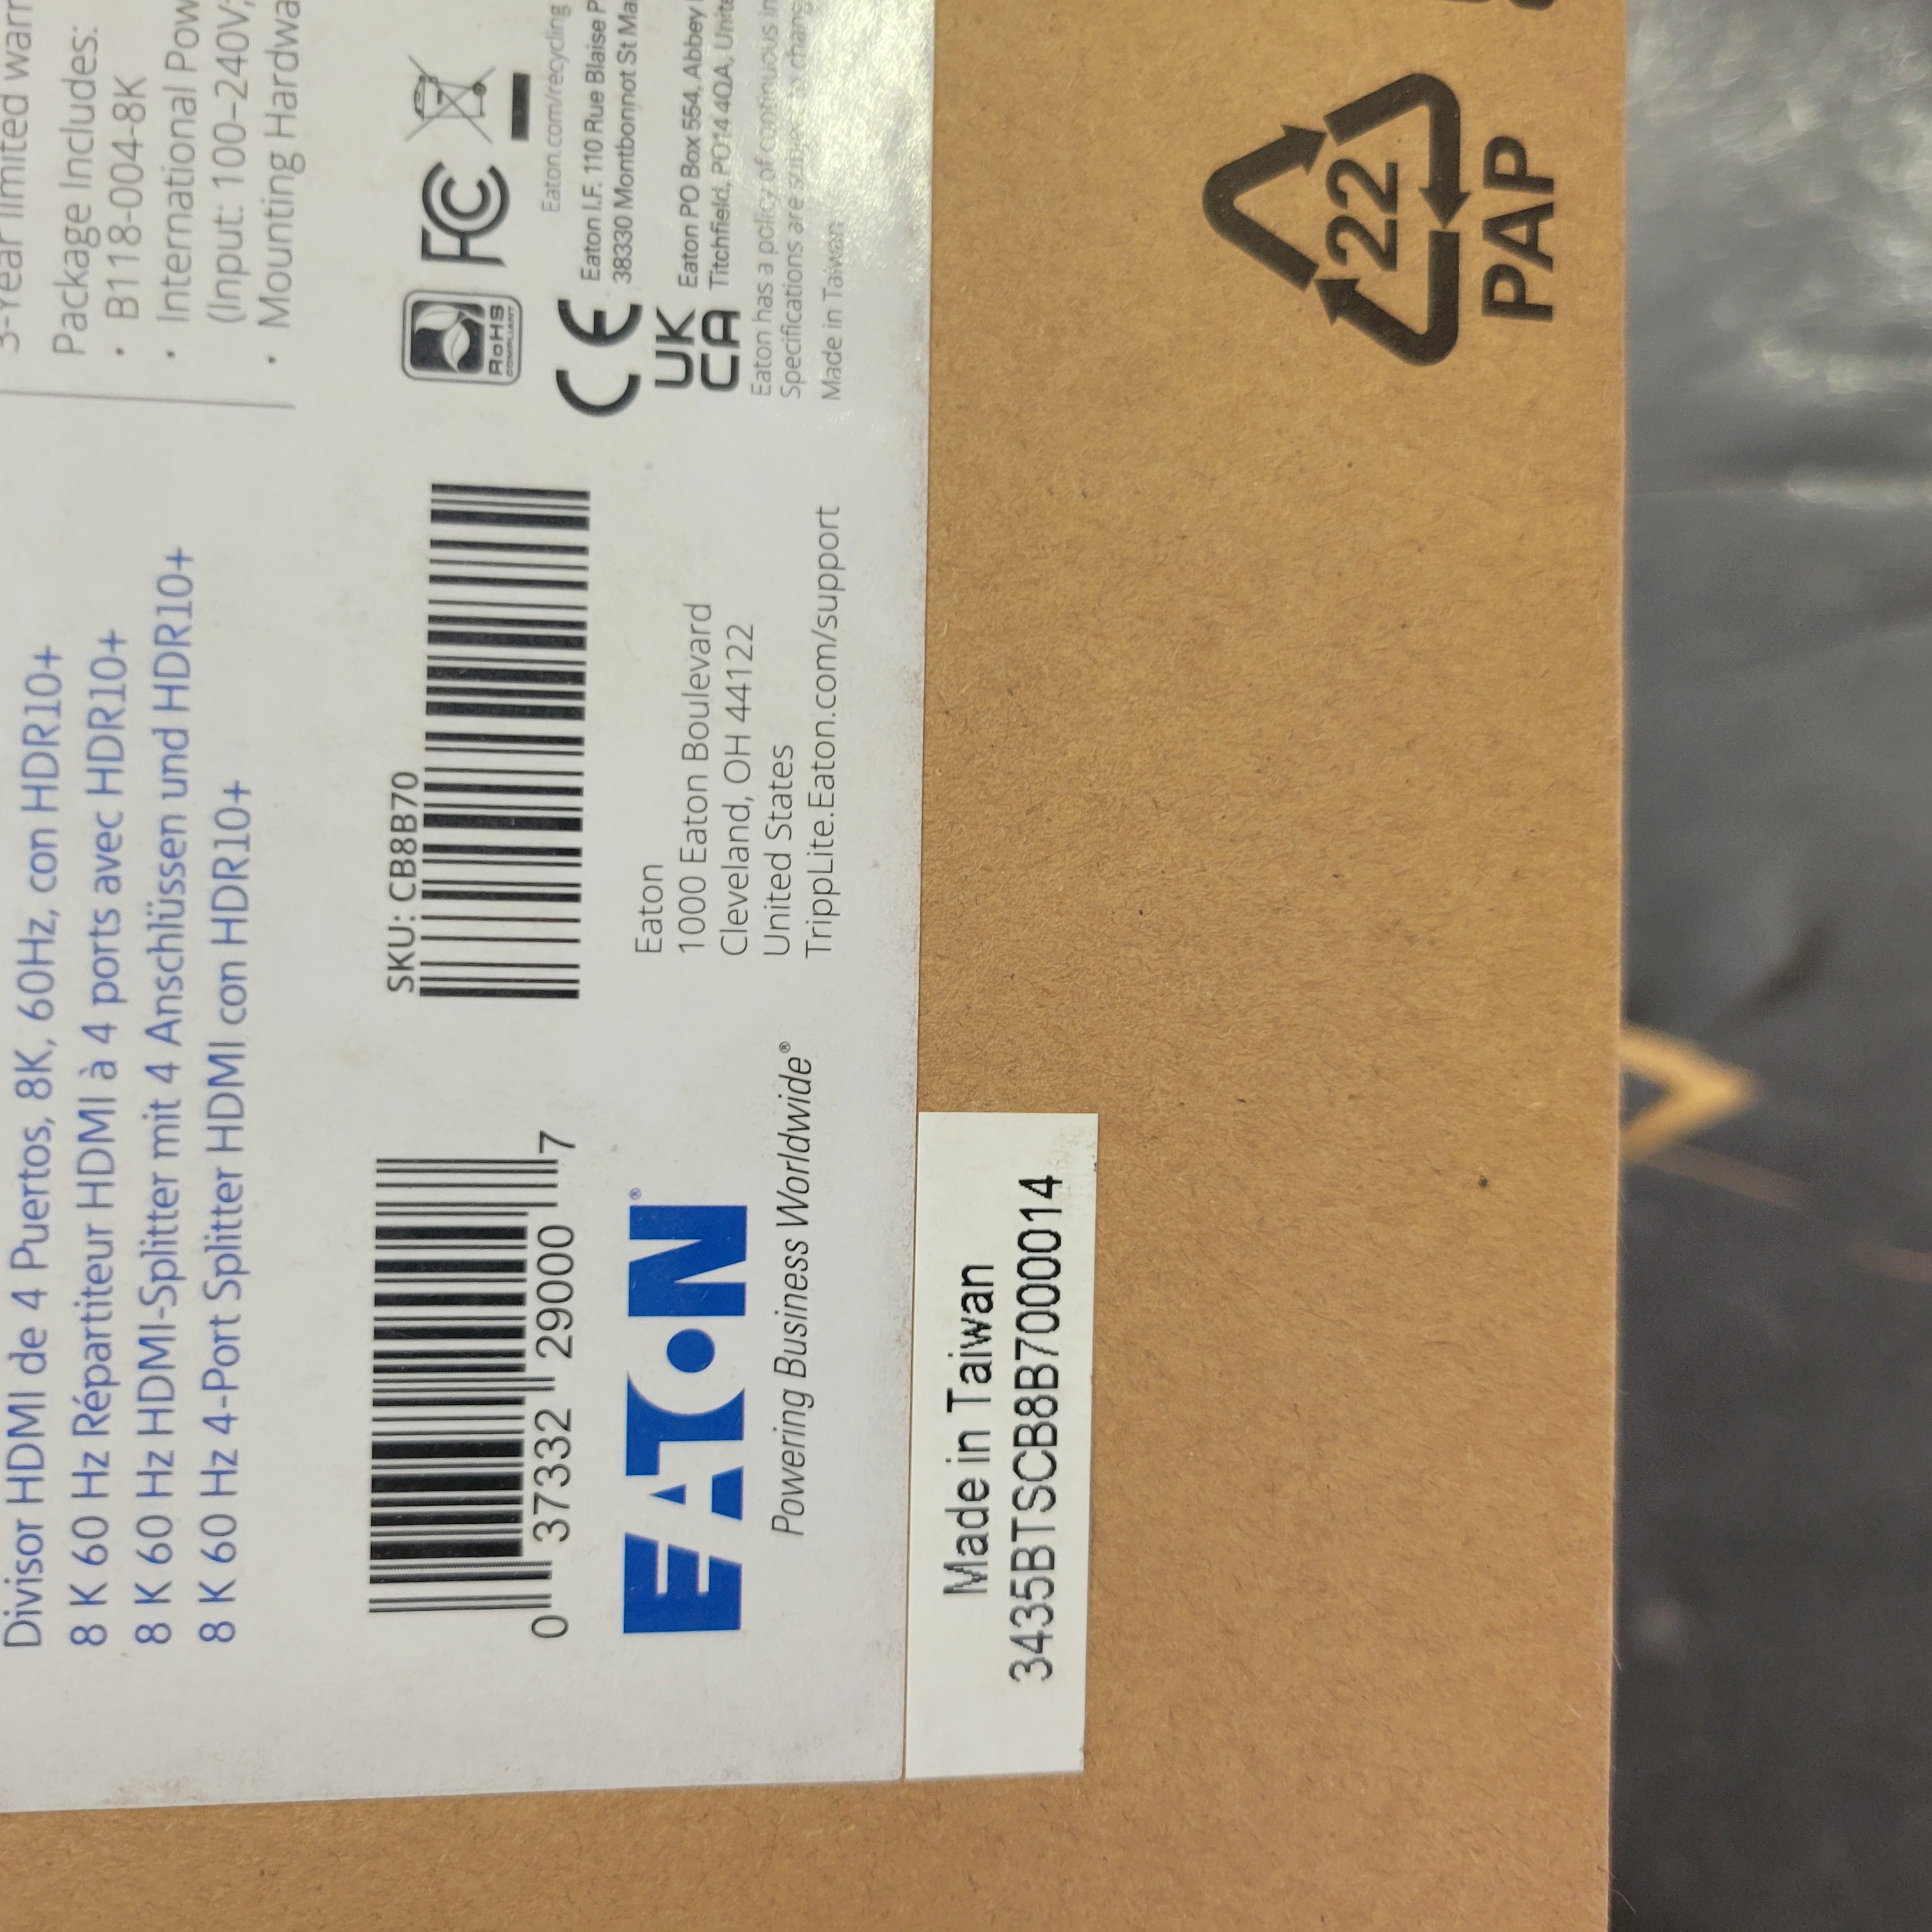 Divisor HDMI de 4 Puertos, 8K, 60Hz, con HDR10+
8 K 60 Hz Répartiteur HDMI à 4 ports avec HDR10+
8 K 60 Hz HDMI-Splitter mit 4 Anschlüssen und HDR10+
8 K 60 Hz 4-Port Splitter HDMI con HDR10+
3-Year limited
Package Includes:
• B118-004-8K
• International
(Input: 100–240V;
• Mounting
0 37332 29000 7
SKU: CB8B70
RoHS
COMPLIANT
FC
Eaton.com/recycling
CE
Eaton I.F. 110 Rue Blaise
38330 Montbonnot St
UK
CA
Eaton PO Box 554, Abbey
Titchfield, PO14 4QA,
Eaton has a policy of continuous
Specifications are subject to
Made in Taiwan
EATON®
Powering Business Worldwide®
Eaton
1000 Eaton Boulevard
Cleveland, OH 44122
United States
TrippLite.Eaton.com/support
Made in Taiwan
3435BTSCB8B7000014
22
PAP